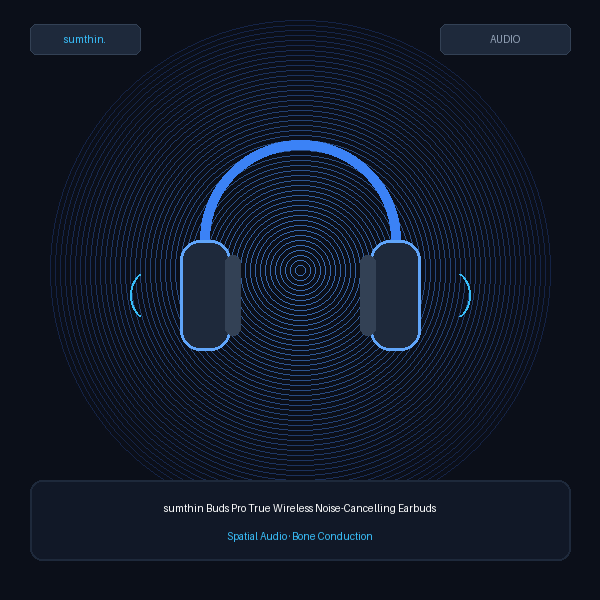 sumthin.
AUDIO
sumthin Buds Pro True Wireless Noise-Cancelling Earbuds
Spatial Audio · Bone Conduction